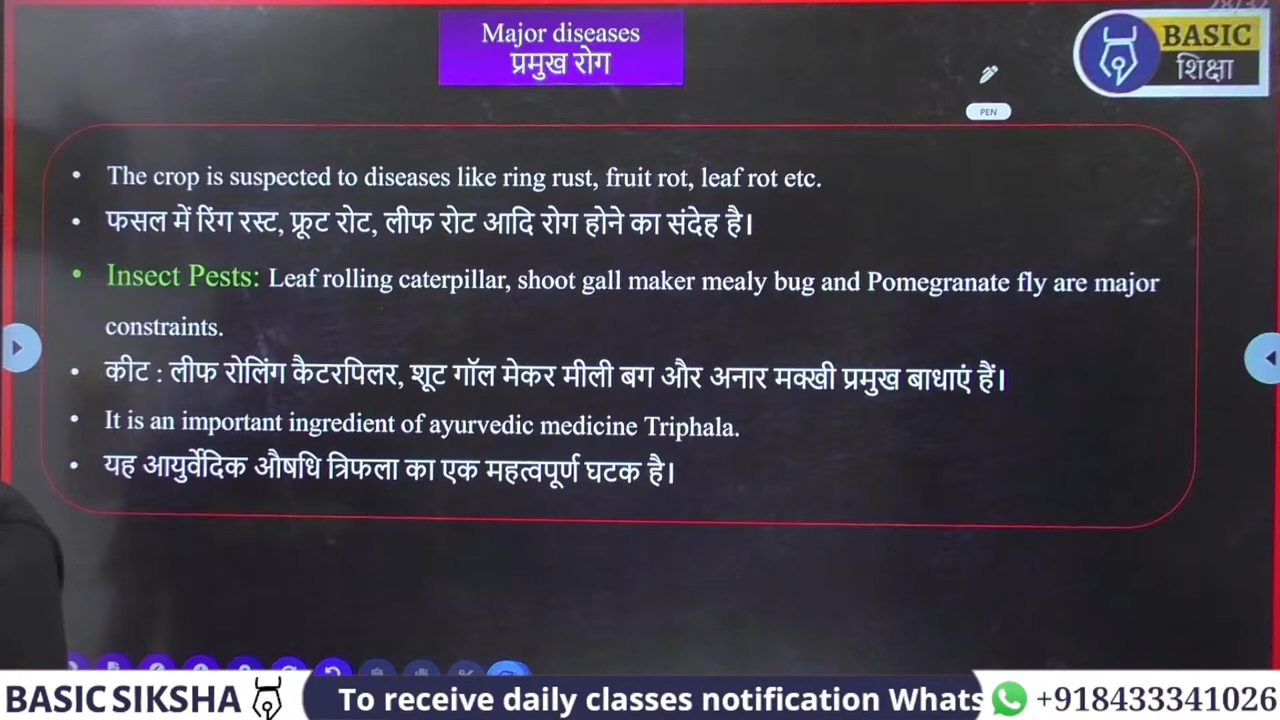 Major diseases
प्रमुख रोग
BASIC
शिक्षा
PEN
• The crop is suspected to diseases like ring rust, fruit rot, leaf rot etc.
• फसल में रिंग रस्ट, फ्रूट रोट, लीफ रोट आदि रोग होने का संदेह है।
• Insect Pests: Leaf rolling caterpillar, shoot gall maker mealy bug and Pomegranate fly are major
constraints.
• कीट : लीफ रोलिंग कैटरपिलर, शूट गॉल मेकर मीली बग और अनार मक्खी प्रमुख बाधाएं हैं।
• It is an important ingredient of ayurvedic medicine Triphala.
• यह आयुर्वेदिक औषधि त्रिफला का एक महत्वपूर्ण घटक है।
BASIC SIKSHA To receive daily classes notification Whats +918433341026